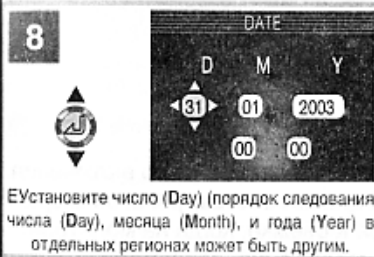 8
DATE
D M Y
31 01 2003
00 00
ЕУстановите число (Day) (порядок следования
числа (Day), месяца (Month), и года (Year) в
отдельных регионах может быть другим.